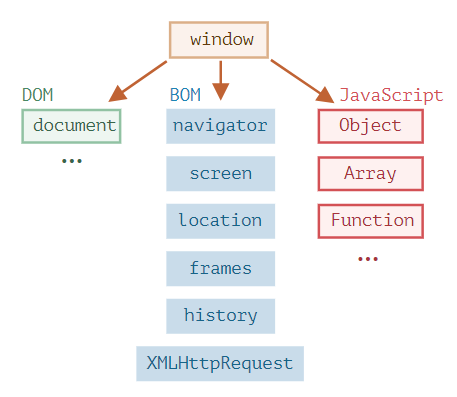 window
DOM
BOM
JavaScript
document
navigator
Object
...
screen
Array
location
Function
...
frames
history
XMLHttpRequest